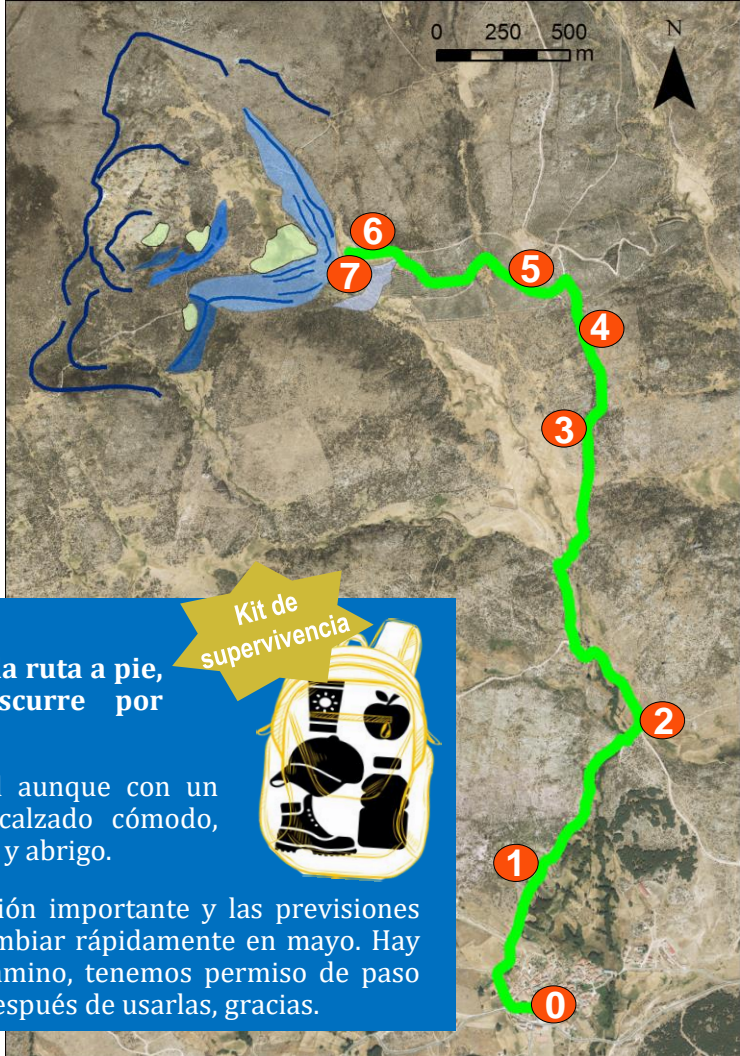 0 250 500
m
N
6
7
5
4
3
2
1
0
Kit de
supervivencia
la ruta a pie,
scurre por
aunque con un
calzado cómodo,
y abrigo.
ión importante y las previsiones
mbiar rápidamente en mayo. Hay
amino, tenemos permiso de paso
después de usarlas, gracias.